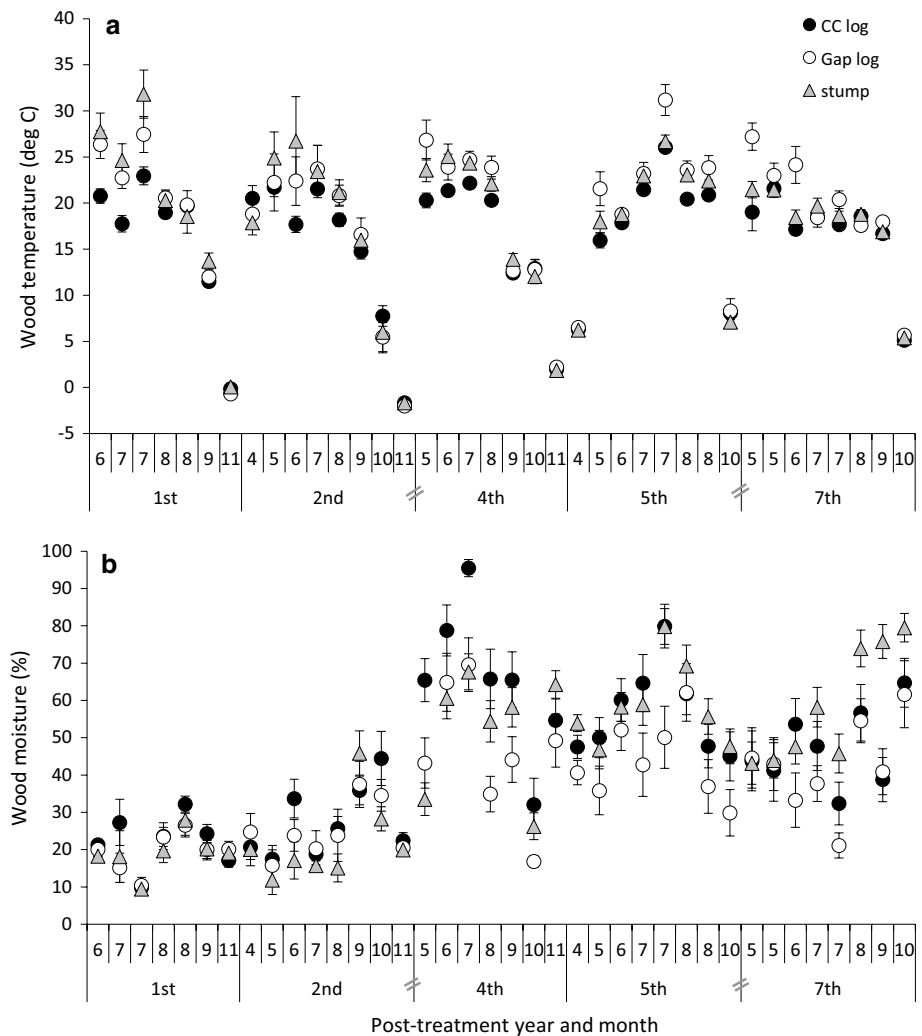 a
40
35
30
25
20
15
10
5
0
-5
Wood temperature (deg C)
CC log
Gap log
stump
6 7 7 8 8 9 11 4 5 6 7 8 9 10 11 5 6 7 8 9 10 11 4 5 6 7 7 8 8 10 5 5 6 7 7 8 9 10
1st 2nd 4th 5th 7th
b
100
90
80
70
60
50
40
30
20
10
0
Wood moisture (%)
6 7 7 8 8 9 11 4 5 6 7 8 9 10 11 5 6 7 8 9 10 11 4 5 6 7 7 8 8 10 5 5 6 7 7 8 9 10
1st 2nd 4th 5th 7th
Post-treatment year and month